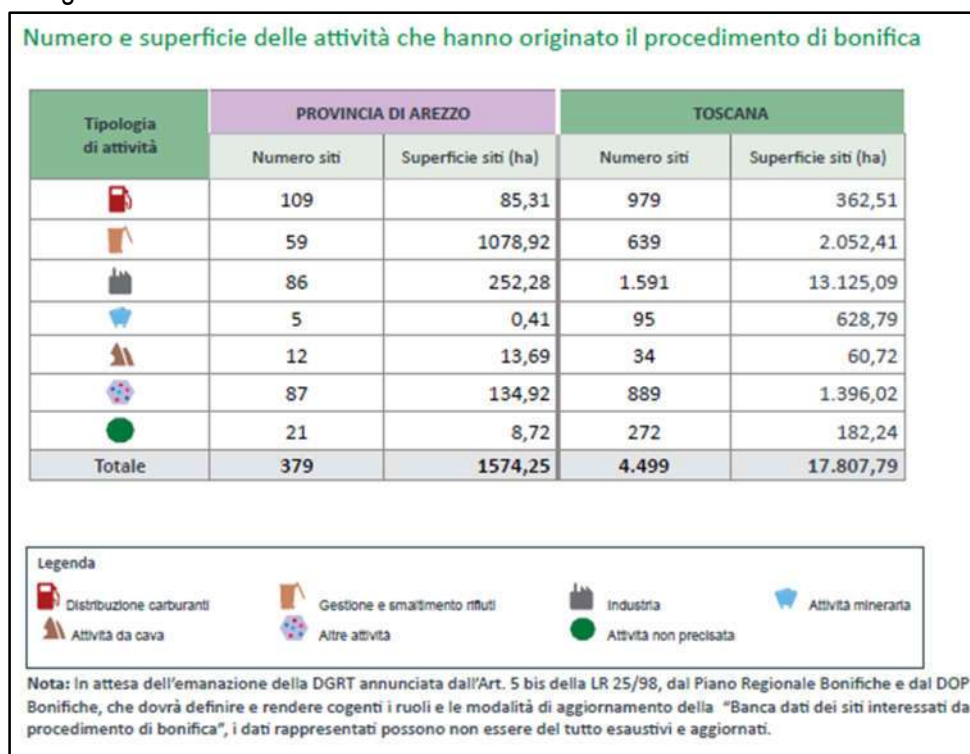 Numero e superficie delle attività che hanno originato il procedimento di bonifica
Tipologia di attività PROVINCIA DI AREZZO TOSCANA
Numero siti Superficie siti (ha) Numero siti Superficie siti (ha)
109 85,31 979 362,51
59 1078,92 639 2.052,41
86 252,28 1.591 13.125,09
5 0,41 95 628,79
12 13,69 34 60,72
87 134,92 889 1.396,02
21 8,72 272 182,24
Totale 379 1574,25 4.499 17.807,79
Legenda
Distribuzione carburanti Gestione e smaltimento rifiuti Industria Attività mineraria
Attività da cava Altre attività Attività non precisata
Nota: In attesa dell'emanazione della DGRT annunciata dall'Art. 5 bis della LR 25/98, dal Piano Regionale Bonifiche e dal DOP
Bonifiche, che dovrà definire e rendere cogenti i ruoli e le modalità di aggiornamento della "Banca dati dei siti interessati da
procedimento di bonifica", i dati rappresentati possono non essere del tutto esaustivi e aggiornati.